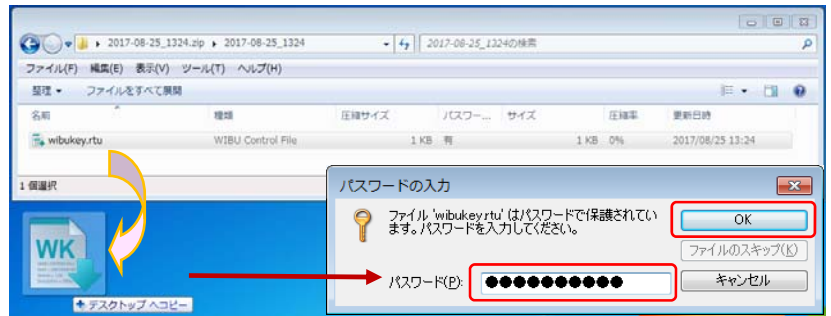 2017-08-25_1324.zip ▸ 2017-08-25_1324
2017-08-25_1324の検索
ファイル(F) 編集(E) 表示(V) ツール(T) ヘルプ(H)
整理 ファイルをすべて展開
名前 種類 圧縮サイズ パスワー... サイズ 圧縮率 更新日時
wibukey.rtu WIBU Control File 1 KB 有 1 KB 0% 2017/08/25 13:24
1 個選択
パスワードの入力
ファイル 'wibukey.rtu' はパスワードで保護されてい
ます。パスワードを入力してください。
OK
ファイルのスキップ(K)
パスワード(P): ●●●●●●●●●●
キャンセル
WK
デスクトップ へコピー